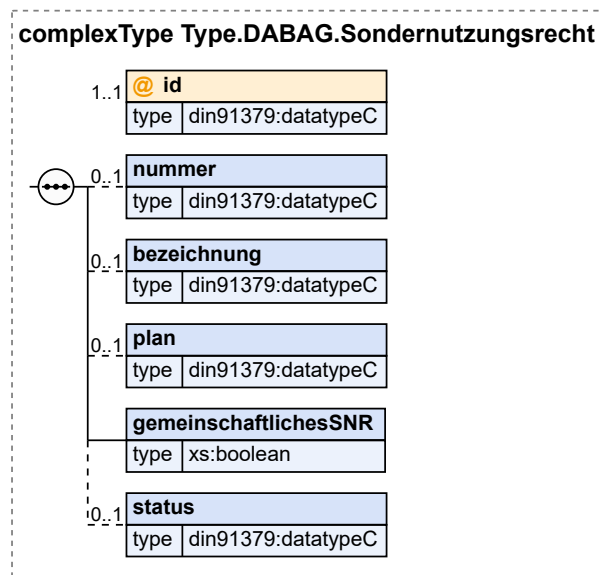 complexType Type.DABAG.Sondernutzungsrecht
1..1 @ id
type din91379:datatypeC
0..1 nummer
type din91379:datatypeC
0..1 bezeichnung
type din91379:datatypeC
0..1 plan
type din91379:datatypeC
gemeinschaftlichesSNR
type xs:boolean
0..1 status
type din91379:datatypeC